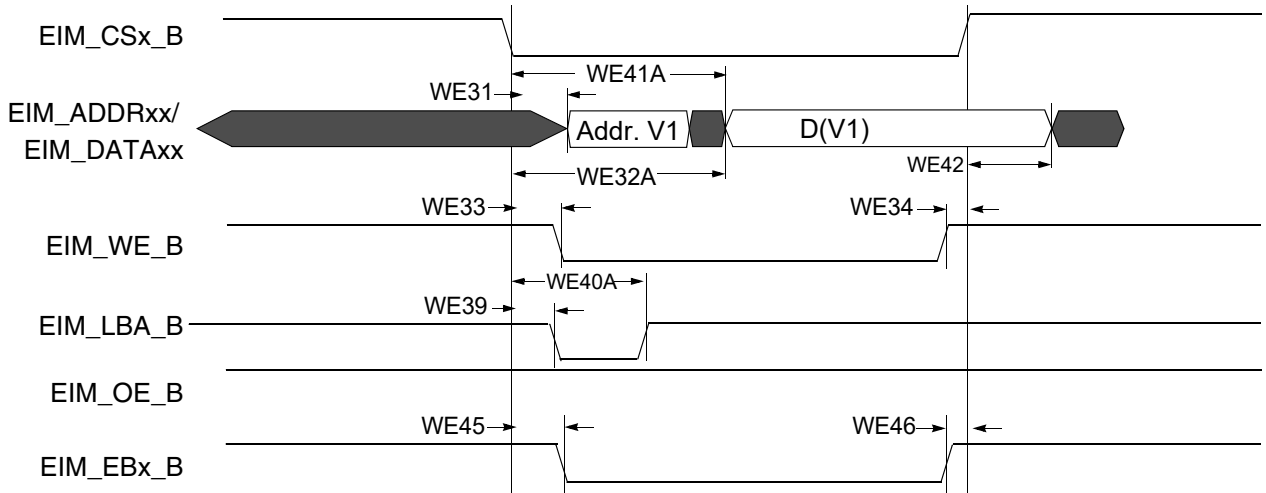 EIM_CSx_B
WE41A
WE31
EIM_ADDRxx/
EIM_DATAxx
Addr. V1
D(V1)
WE42
WE32A
WE33
WE34
EIM_WE_B
WE40A
WE39
EIM_LBA_B
EIM_OE_B
WE45
WE46
EIM_EBx_B